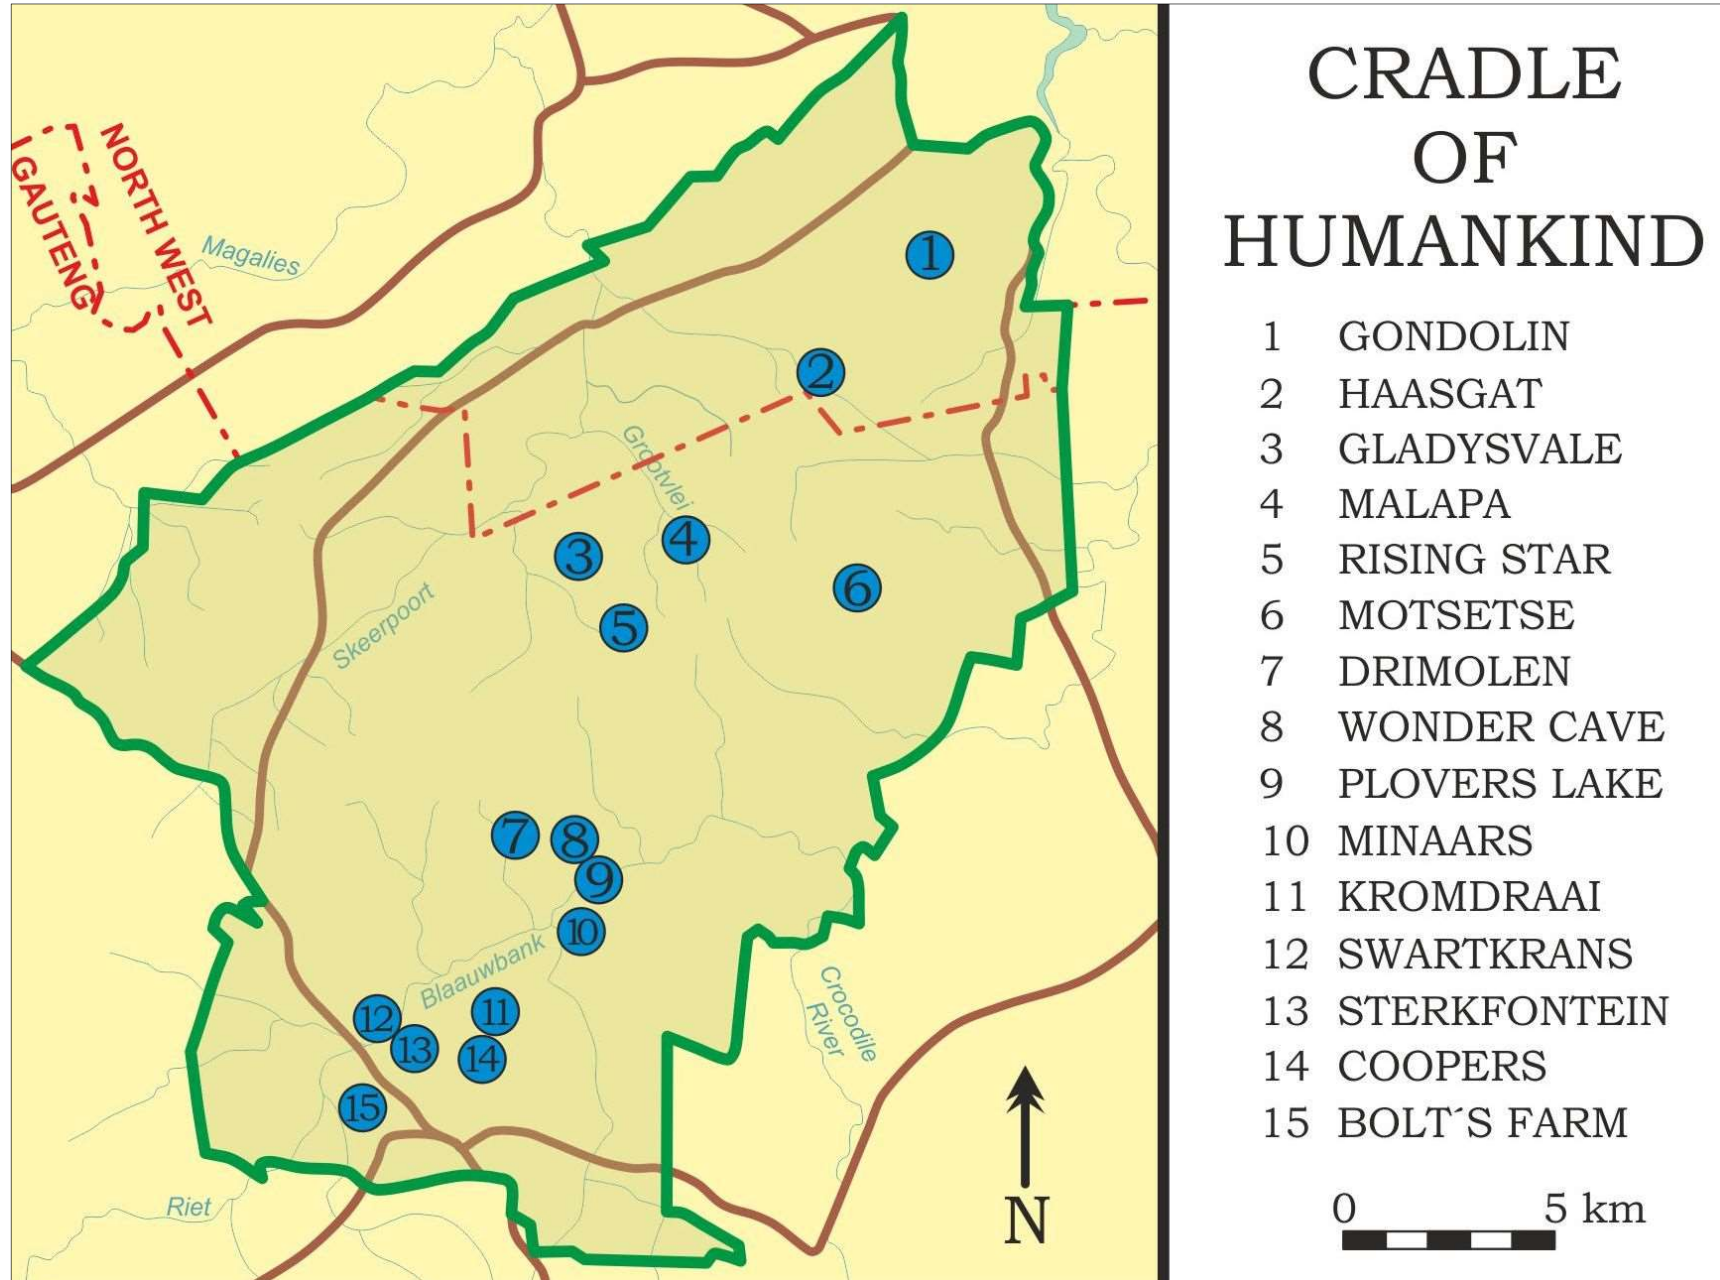 CRADLE
OF
HUMANKIND
1 GONDOLIN
2 HAASGAT
3 GLADYSVALE
4 MALAPA
5 RISING STAR
6 MOTSETSE
7 DRIMOLEN
8 WONDER CAVE
9 PLOVERS LAKE
10 MINAARS
11 KROMDRAAI
12 SWARTKRANS
13 STERKFONTEIN
14 COOPERS
15 BOLT´S FARM
0 5 km
NORTH WEST
GAUTENG
Magalies
1
2
Grootvlei
3
4
5
6
Skeerpoort
7
8
9
10
Blaauwbank
11
12
13
14
15
Crocodile
River
Riet
N